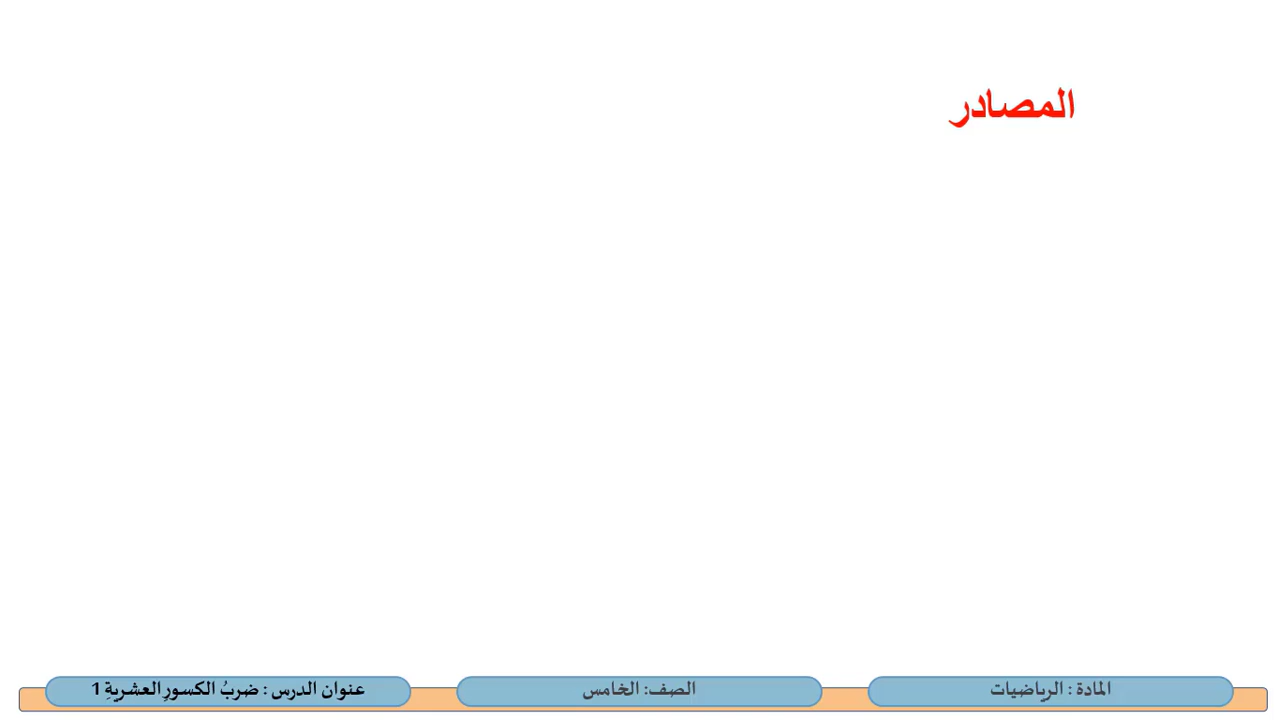 المصادر
المادة : الرياضيات
الصف: الخامس
عنوان الدرس : ضربُ الكسورِ العشريةِ 1